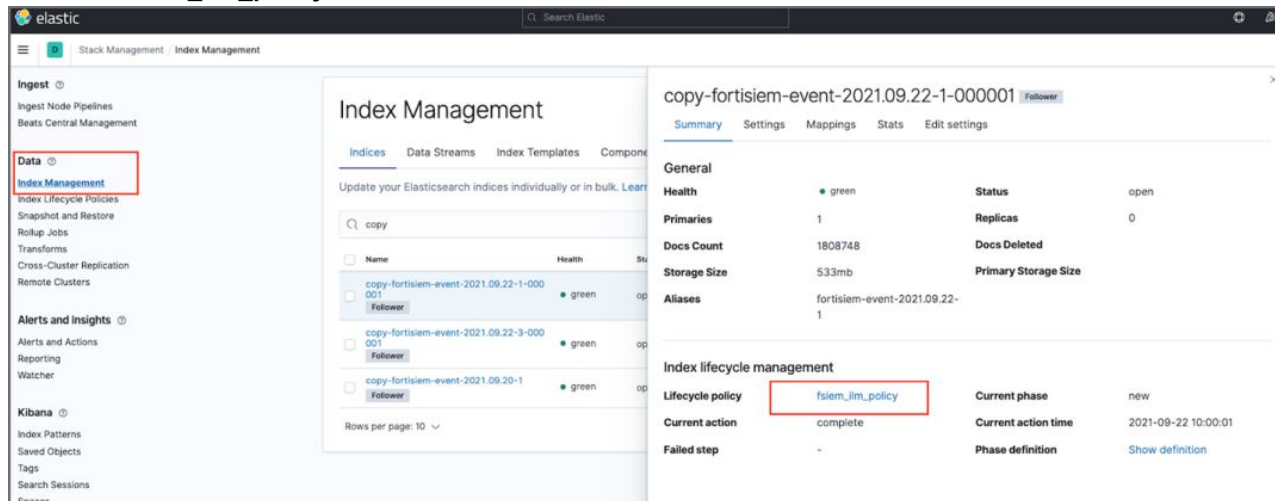 elastic
Search Elastic
D Stack Management / Index Management
Ingest
Ingest Node Pipelines
Beats Central Management
Data
Index Management
Index Lifecycle Policies
Snapshot and Restore
Rollup Jobs
Transforms
Cross-Cluster Replication
Remote Clusters
Alerts and Insights
Alerts and Actions
Reporting
Watcher
Kibana
Index Patterns
Saved Objects
Tags
Search Sessions
Index Management
Indices Data Streams Index Templates Compone
Update your Elasticsearch indices individually or in bulk. Learn
copy
Name Health
copy-fortisiem-event-2021.09.22-1-000
001 green op
Follower
copy-fortisiem-event-2021.09.22-3-000
001 green op
Follower
copy-fortisiem-event-2021.09.20-1 green op
Follower
Rows per page: 10
copy-fortisiem-event-2021.09.22-1-000001 Follower
Summary Settings Mappings Stats Edit settings
General
Health green Status open
Primaries 1 Replicas 0
Docs Count 1808748 Docs Deleted
Storage Size 533mb Primary Storage Size
Aliases fortisiem-event-2021.09.22-
1
Index lifecycle management
Lifecycle policy fsiem_ilm_policy Current phase new
Current action complete Current action time 2021-09-22 10:00:01
Failed step - Phase definition Show definition